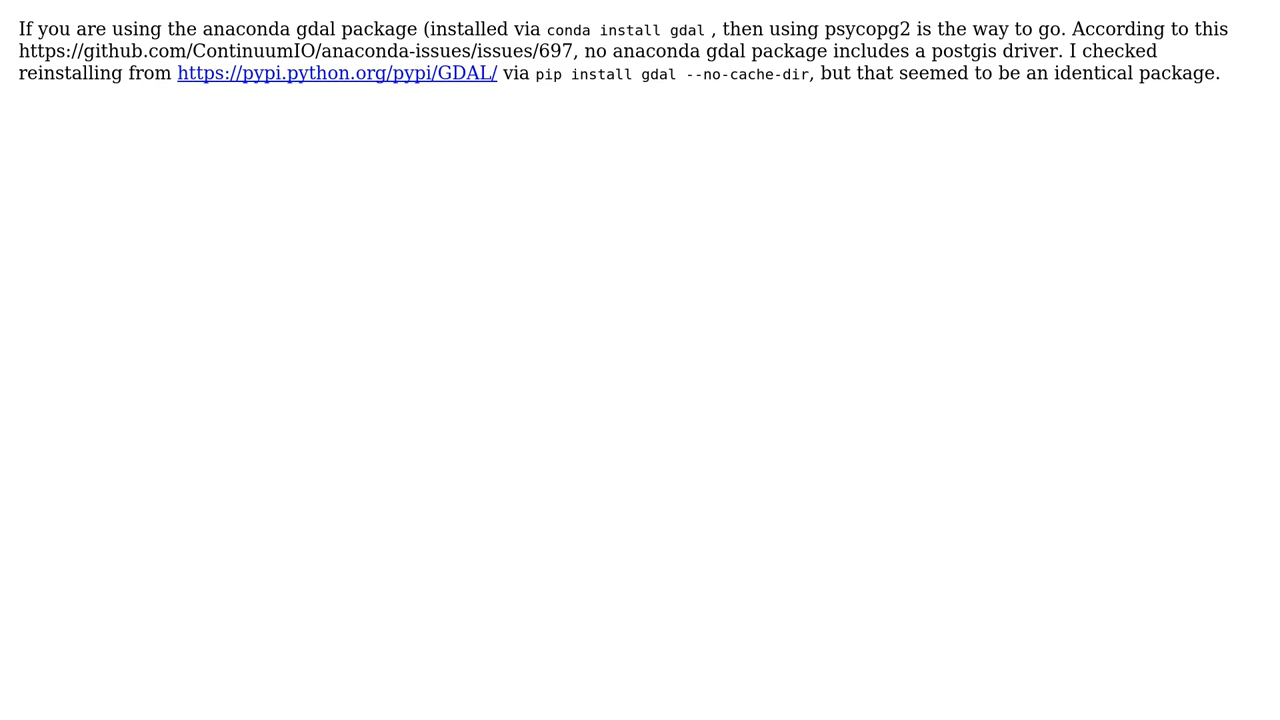 If you are using the anaconda gdal package (installed via conda install gdal , then using psycopg2 is the way to go. According to this
https://github.com/ContinuumIO/anaconda-issues/issues/697, no anaconda gdal package includes a postgis driver. I checked
reinstalling from https://pypi.python.org/pypi/GDAL/ via pip install gdal --no-cache-dir, but that seemed to be an identical package.